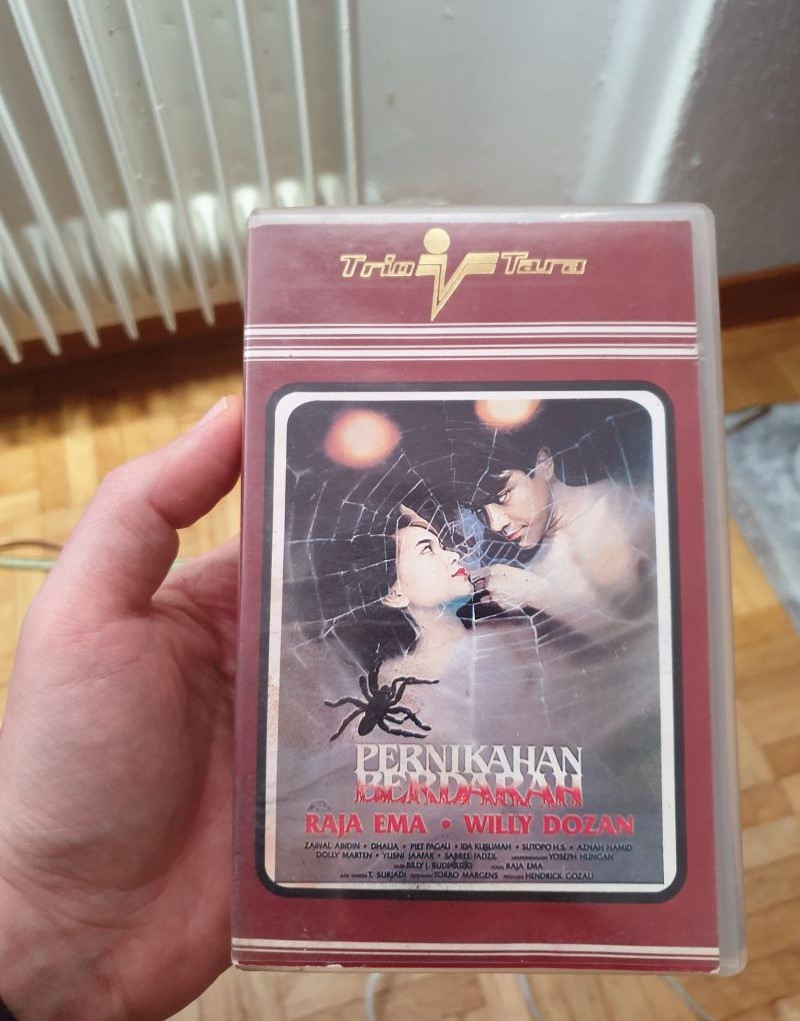 Trio Tara
PERNIKAHAN
BERDARAH
RAJA EMA • WILLY DOZAN
ZAINAL ABIDIN • DHALIA • PIET PAGAU • IDA KUSUMAH • SUTOPO H.S. • AZNAH HAMID
DOLLY MARTEN • YUSNI JAAFAR • SABREE FADZIL YOSEPH HUNGAN
BILLY J. BUDIARDJO RAJA EMA
T. SURJADI TORRO MARGENS HENDRICK GOZALI